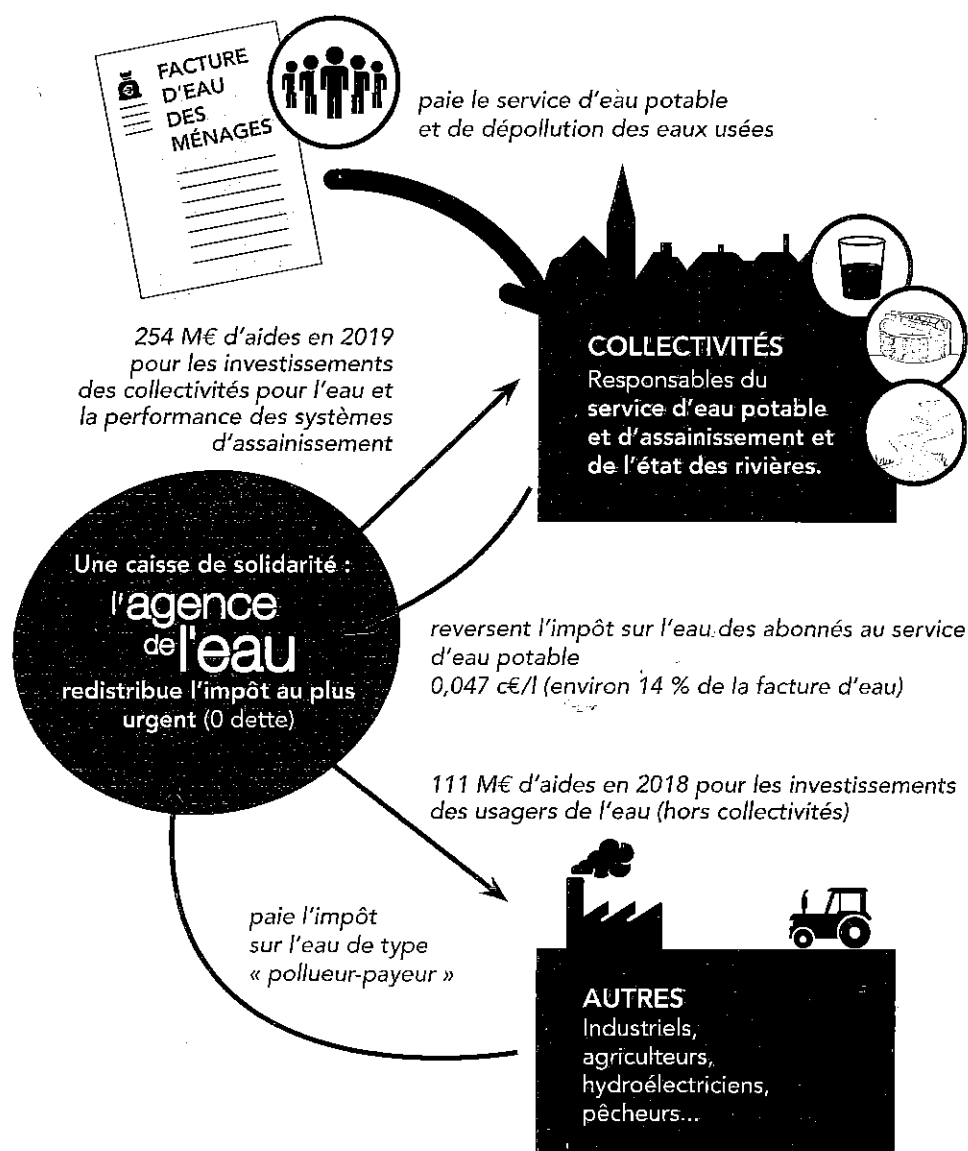 FACTURE
D'EAU
DES
MÉNAGES
paie le service d'eau potable
et de dépollution des eaux usées
254 M€ d'aides en 2019
pour les investissements
des collectivités pour l'eau et
la performance des systèmes
d'assainissement
COLLECTIVITÉS
Responsables du
service d'eau potable
et d'assainissement et
de l'état des rivières.
Une caisse de solidarité :
l'agence
de l'eau
redistribue l'impôt au plus
urgent (0 dette)
reversent l'impôt sur l'eau des abonnés au service
d'eau potable
0,047 c€/l (environ 14 % de la facture d'eau)
111 M€ d'aides en 2018 pour les investissements
des usagers de l'eau (hors collectivités)
paie l'impôt
sur l'eau de type
« pollueur-payeur »
AUTRES
Industriels,
agriculteurs,
hydroélectriciens,
pêcheurs...